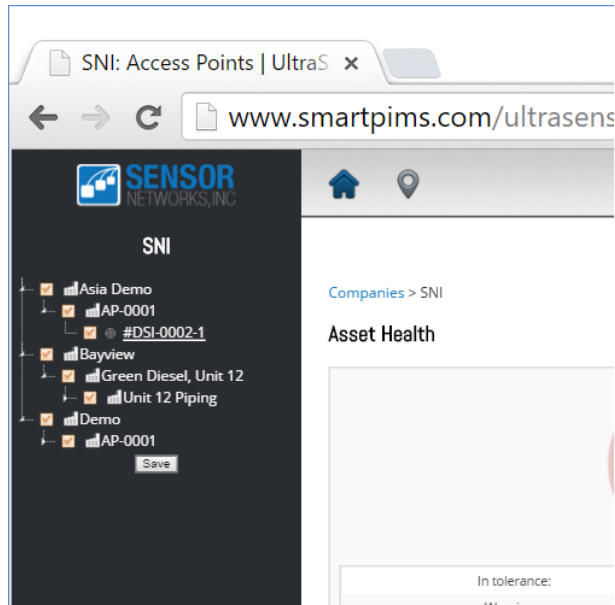 SNI: Access Points | UltraS
www.smartpims.com/ultrasens
SENSOR
NETWORKS, INC
SNI
Asia Demo
AP-0001
#DSI-0002-1
Bayview
Green Diesel, Unit 12
Unit 12 Piping
Demo
AP-0001
Save
Companies > SNI
Asset Health
In tolerance: